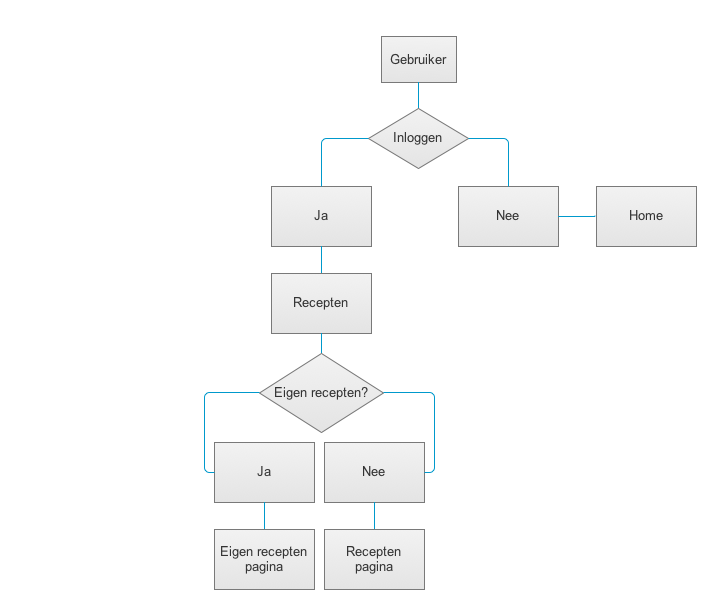 Gebruiker
Inloggen
Ja
Nee
Home
Recepten
Eigen recepten?
Ja
Nee
Eigen recepten
pagina
Recepten
pagina